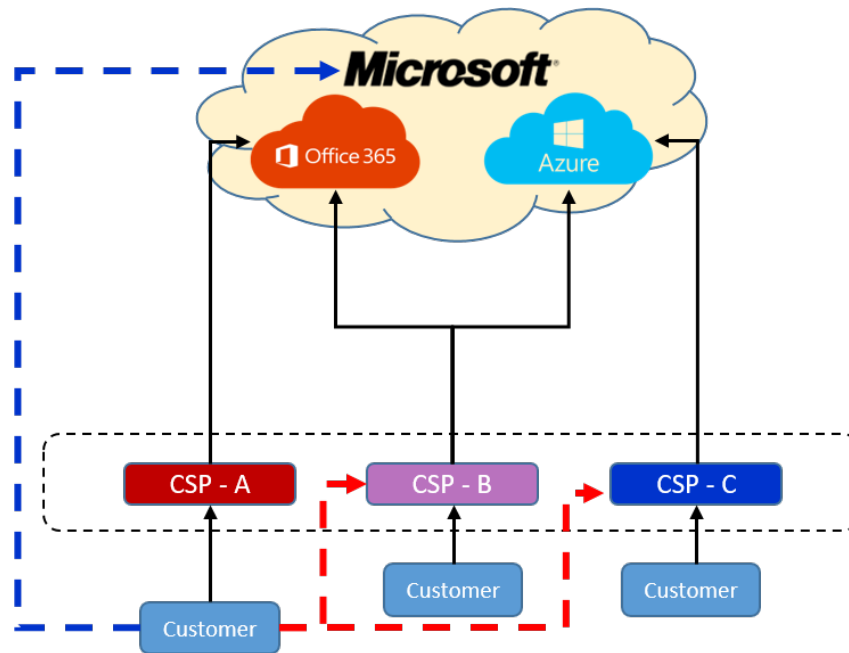 Microsoft®
Office 365
Azure
CSP - A
CSP - B
CSP - C
Customer
Customer
Customer